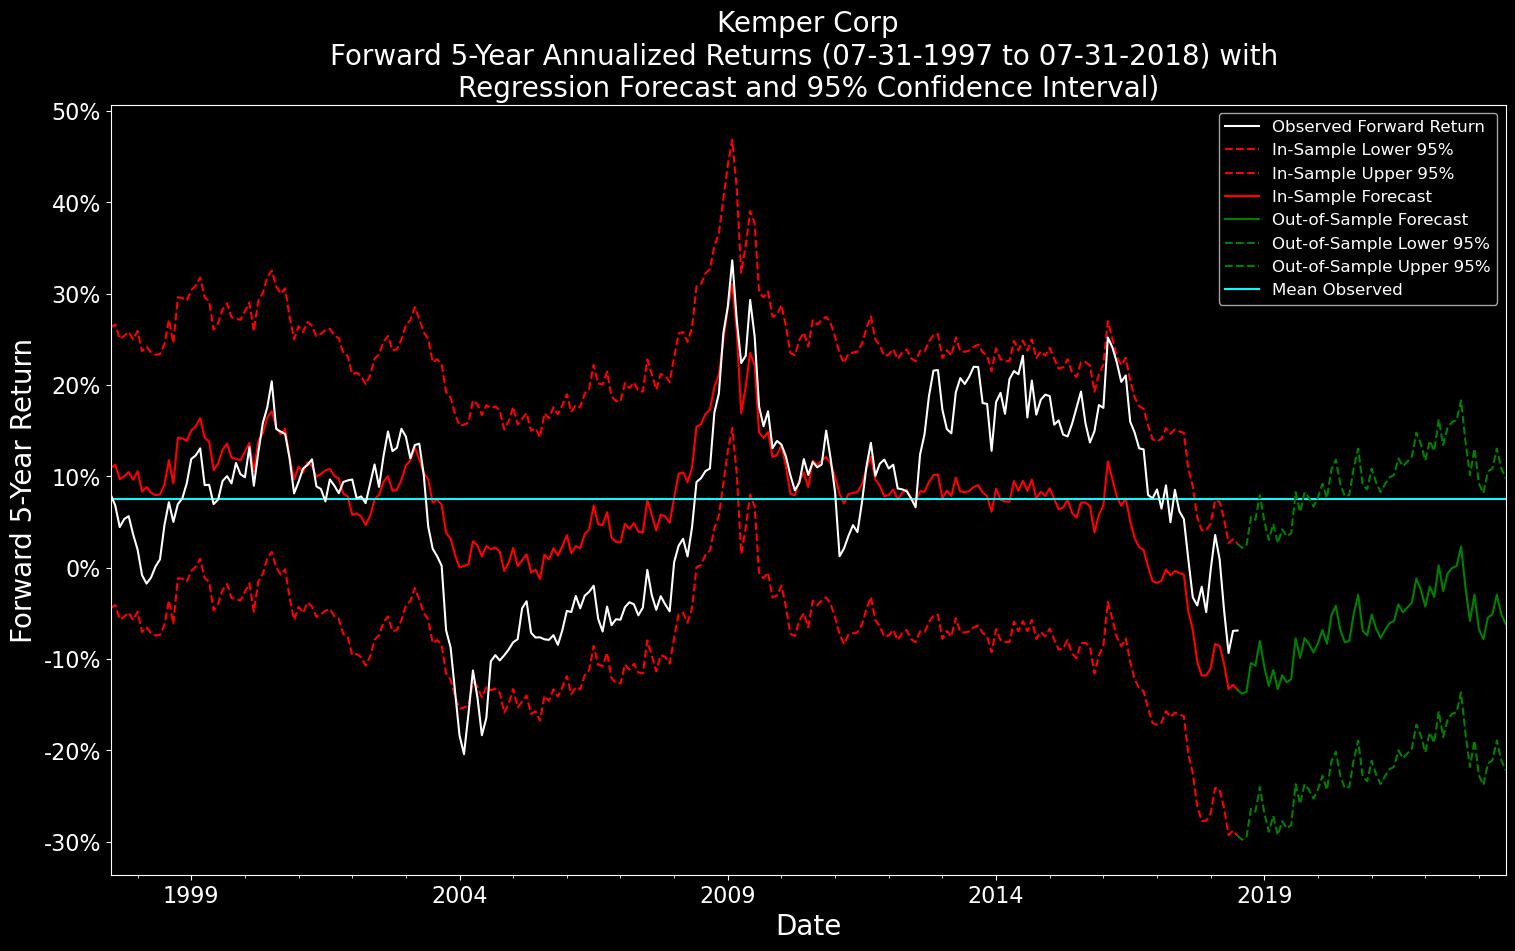 Kemper Corp
Forward 5-Year Annualized Returns (07-31-1997 to 07-31-2018) with
Regression Forecast and 95% Confidence Interval)
Forward 5-Year Return
50%
40%
30%
20%
10%
0%
-10%
-20%
-30%
Observed Forward Return
In-Sample Lower 95%
In-Sample Upper 95%
In-Sample Forecast
Out-of-Sample Forecast
Out-of-Sample Lower 95%
Out-of-Sample Upper 95%
Mean Observed
1999
2004
2009
2014
2019
Date